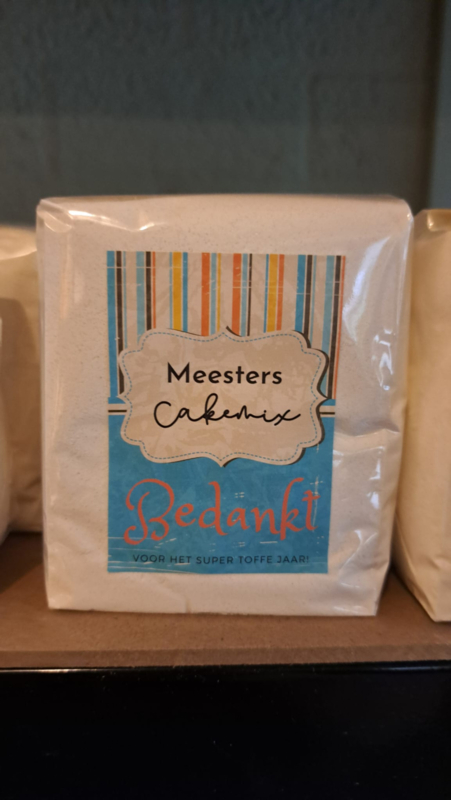 Meesters
Cakemix
Bedankt
VOOR HET SUPER TOFFE JAAR!